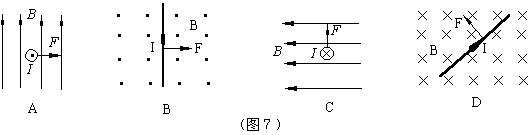 B F I A
B I F B
B F I C
F B I D
(图7)